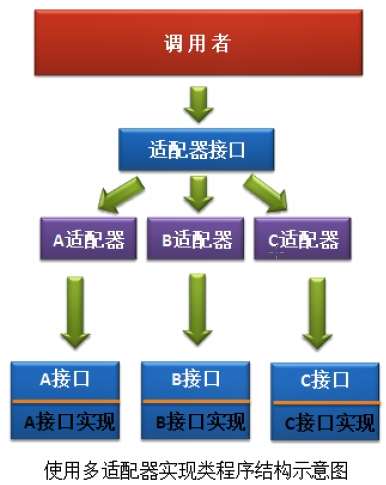 调用者
适配器接口
A适配器 B适配器 C适配器
A接口 B接口 C接口
A接口实现 B接口实现 C接口实现
使用多适配器实现类程序结构示意图